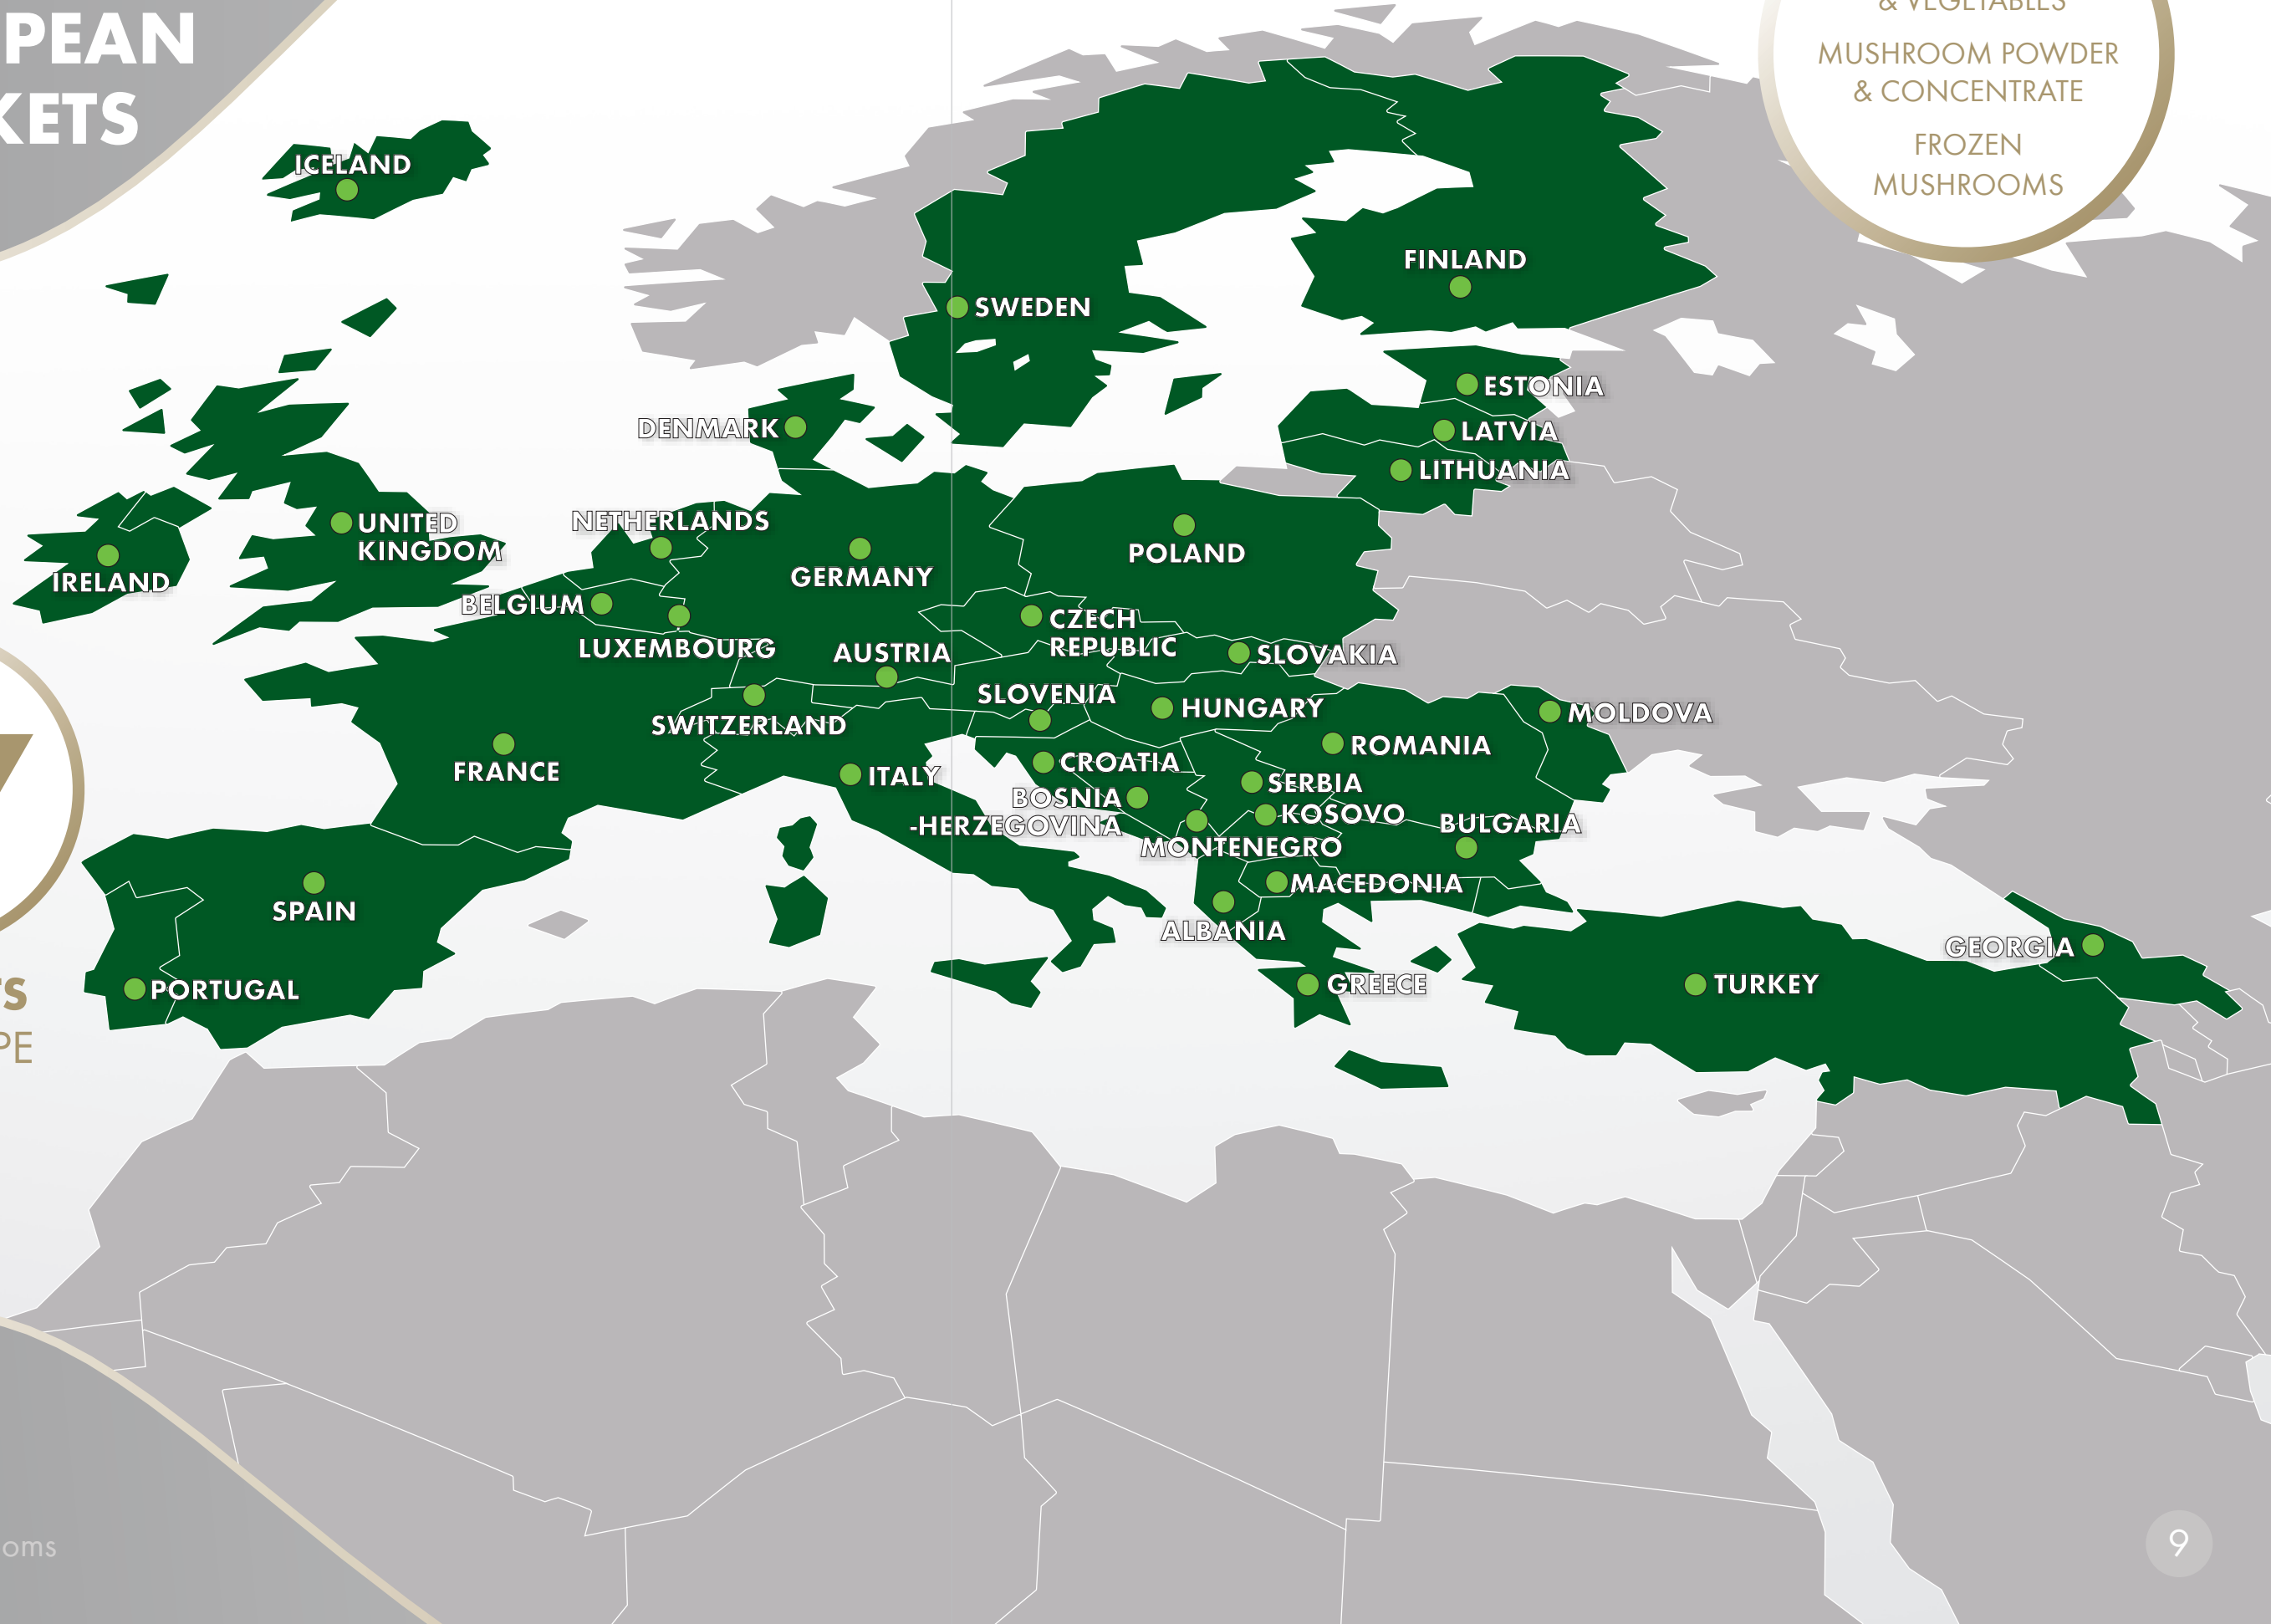 PEAN
KETS
& VEGETABLES
MUSHROOM POWDER
& CONCENTRATE
FROZEN
MUSHROOMS
ICELAND
FINLAND
SWEDEN
ESTONIA
DENMARK
LATVIA
LITHUANIA
NETHERLANDS
UNITED
KINGDOM
POLAND
IRELAND
GERMANY
BELGIUM
CZECH
REPUBLIC
LUXEMBOURG
AUSTRIA
SLOVAKIA
SLOVENIA
HUNGARY
MOLDOVA
SWITZERLAND
ROMANIA
FRANCE
ITALY
CROATIA
SERBIA
BOSNIA
-HERZEGOVINA
KOSOVO
BULGARIA
MONTENEGRO
MACEDONIA
SPAIN
ALBANIA
GEORGIA
GREECE
TURKEY
PORTUGAL
TS
PE
oms
9